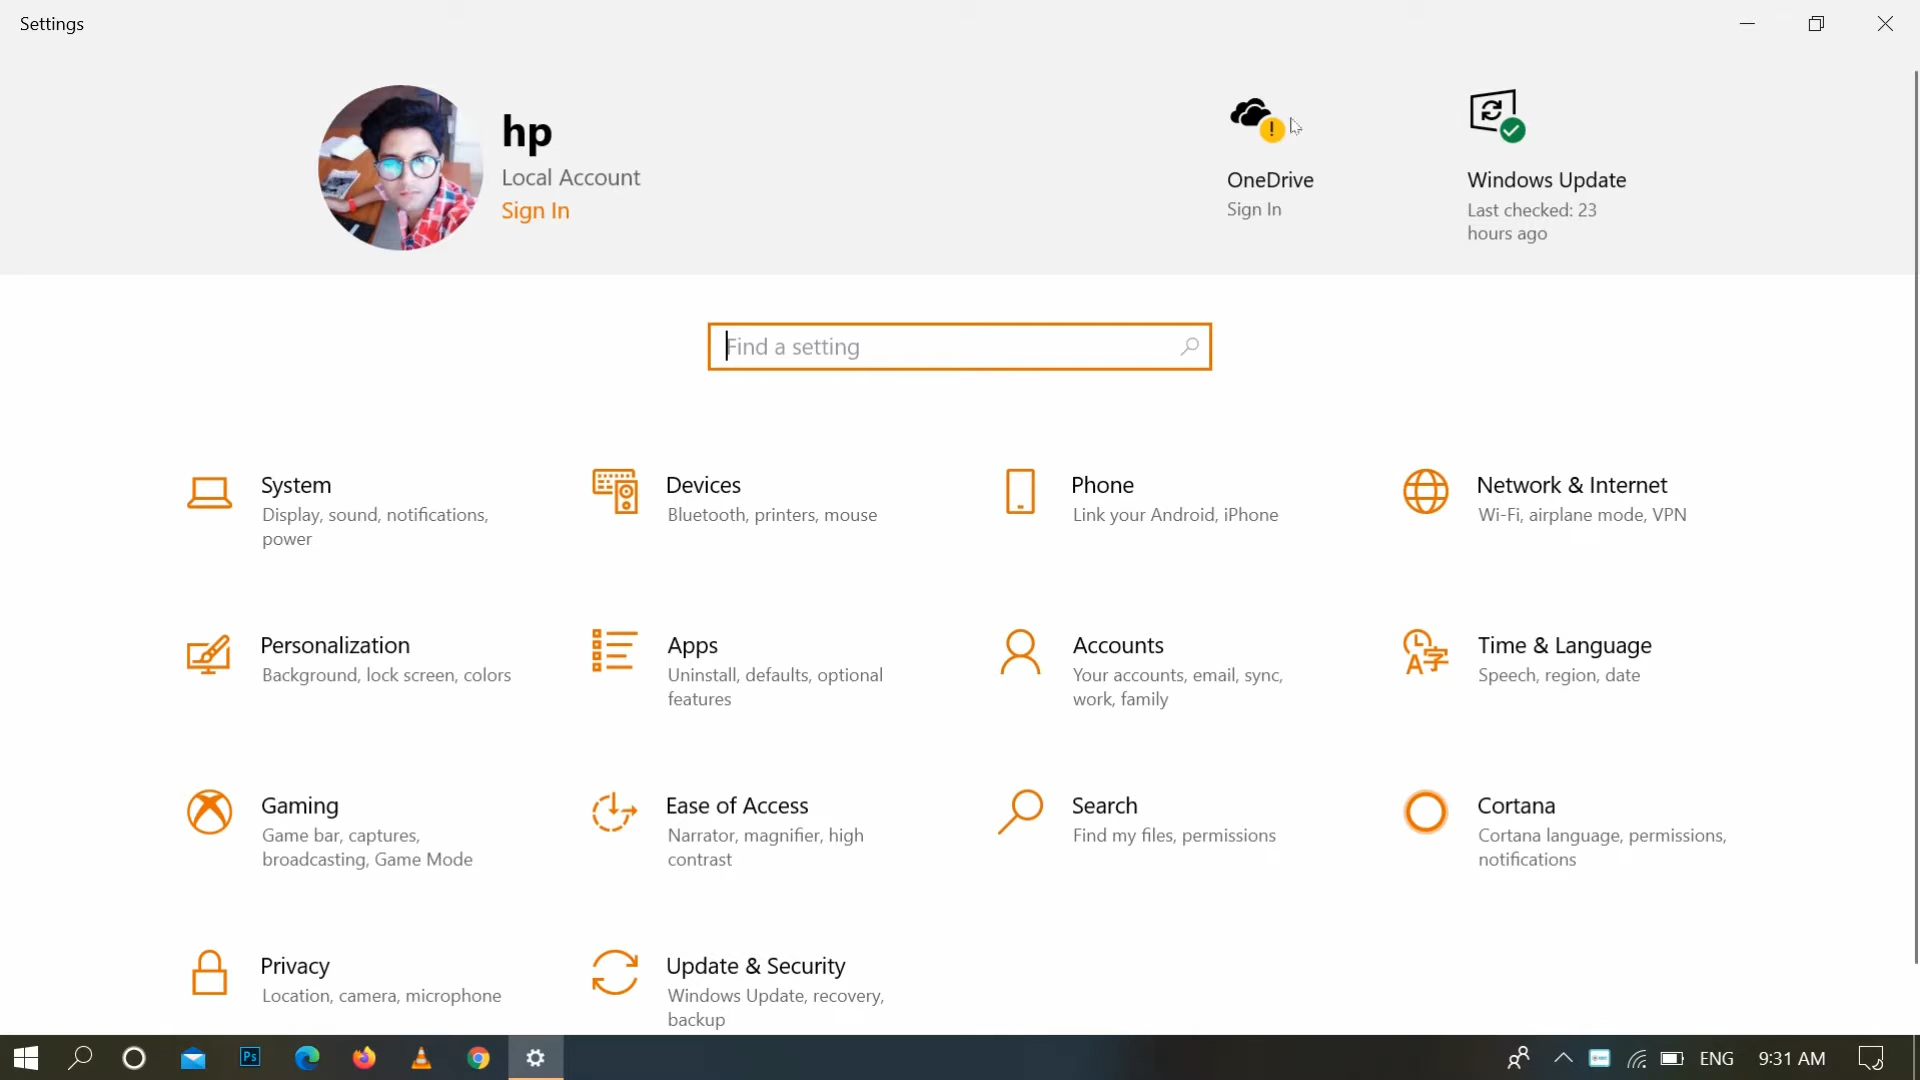 Settings
hp
Local Account
Sign In
OneDrive
Sign In
Windows Update
Last checked: 23
hours ago
Find a setting
System
Display, sound, notifications,
power
Devices
Bluetooth, printers, mouse
Phone
Link your Android, iPhone
Network & Internet
Wi-Fi, airplane mode, VPN
Personalization
Background, lock screen, colors
Apps
Uninstall, defaults, optional
features
Accounts
Your accounts, email, sync,
work, family
Time & Language
Speech, region, date
Gaming
Game bar, captures,
broadcasting, Game Mode
Ease of Access
Narrator, magnifier, high
contrast
Search
Find my files, permissions
Cortana
Cortana language, permissions,
notifications
Privacy
Location, camera, microphone
Update & Security
Windows Update, recovery,
backup
Ps
ENG
9:31 AM